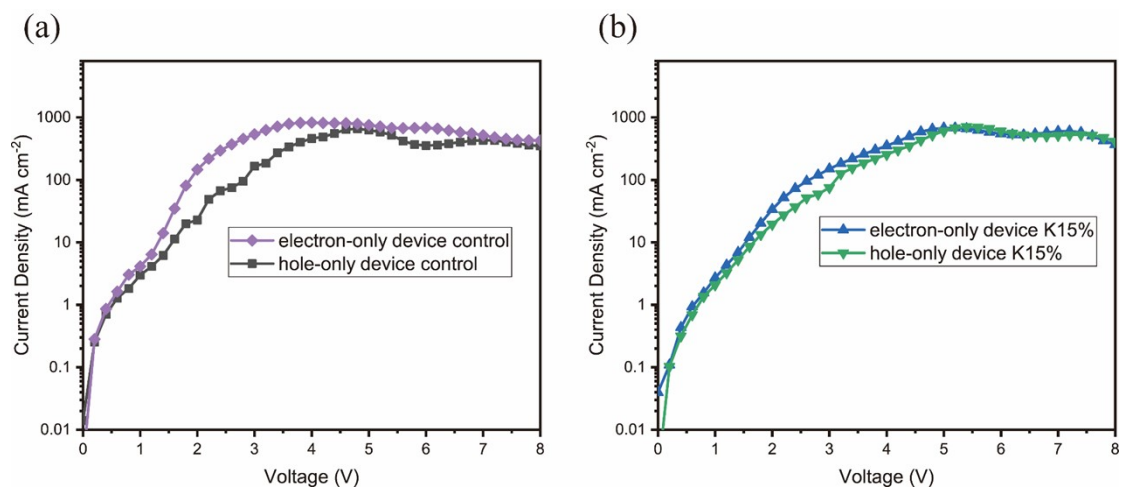 (a)
Current Density (mA cm⁻²)
1000
100
10
1
0.1
0.01
electron-only device control
hole-only device control
0 1 2 3 4 5 6 7 8
Voltage (V)
(b)
Current Density (mA cm⁻²)
1000
100
10
1
0.1
0.01
electron-only device K15%
hole-only device K15%
0 1 2 3 4 5 6 7 8
Voltage (V)